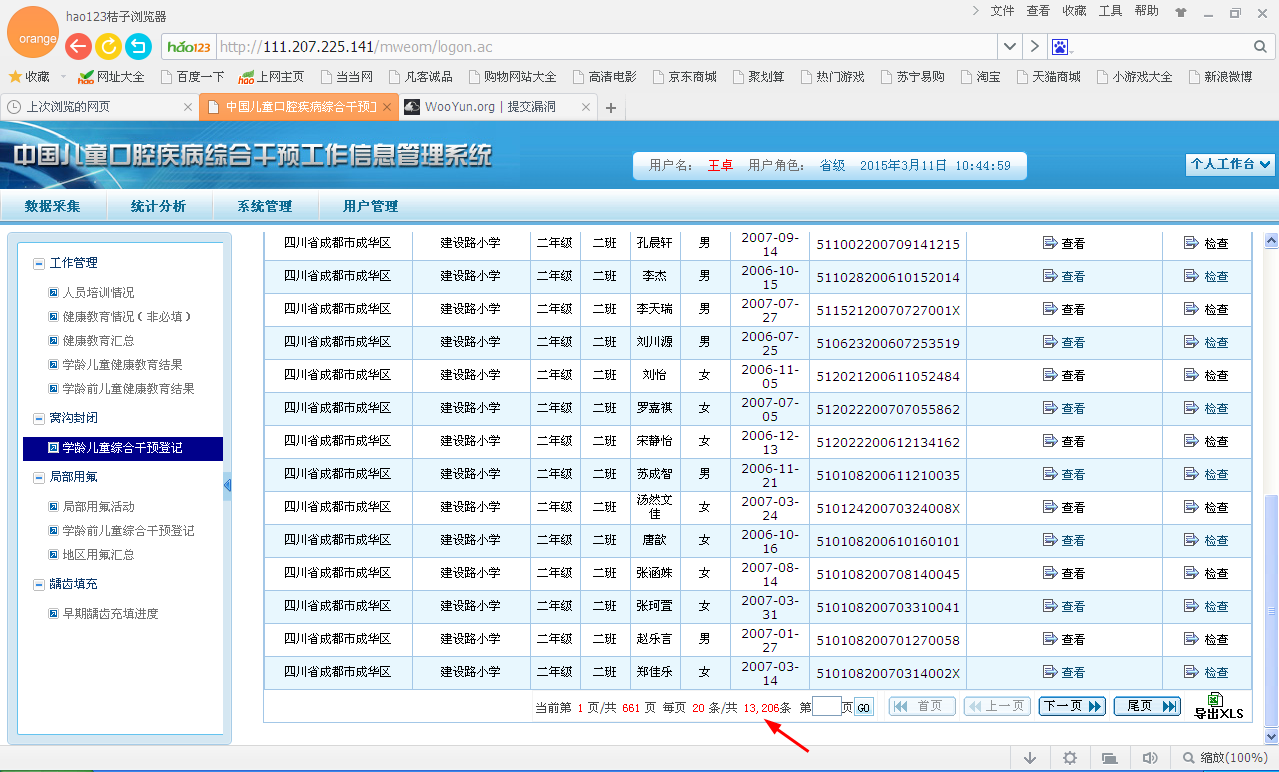 hao123桔子浏览器
文件 查看 收藏 工具 帮助
orange
hao123 http://111.207.225.141/mweom/logon.ac
收藏 网址大全 百度一下 上网主页 当当网 凡客诚品 购物网站大全 高清电影 京东商城 聚划算 热门游戏 苏宁易购 淘宝 天猫商城 小游戏大全 新浪微博
上次浏览的网页 中国儿童口腔疾病综合干预工 WooYun.org | 提交漏洞
中国儿童口腔疾病综合干预工作信息管理系统
用户名: 王卓 用户角色: 省级 2015年3月11日 10:44:59
个人工作台
数据采集 统计分析 系统管理 用户管理
工作管理
人员培训情况
健康教育情况（非必填）
健康教育汇总
学龄儿童健康教育结果
学龄前儿童健康教育结果
窝沟封闭
学龄儿童综合干预登记
局部用氟
局部用氟活动
学龄前儿童综合干预登记
地区用氟汇总
龋齿填充
早期龋齿充填进度
四川省成都市成华区 建设路小学 二年级 二班 孔晨轩 男 2007-09-14 511002200709141215 查看 检查
四川省成都市成华区 建设路小学 二年级 二班 李杰 男 2006-10-15 511028200610152014 查看 检查
四川省成都市成华区 建设路小学 二年级 二班 李天瑞 男 2007-07-27 51152120070727001X 查看 检查
四川省成都市成华区 建设路小学 二年级 二班 刘川源 男 2006-07-25 510623200607253519 查看 检查
四川省成都市成华区 建设路小学 二年级 二班 刘怡 女 2006-11-05 512021200611052484 查看 检查
四川省成都市成华区 建设路小学 二年级 二班 罗嘉祺 女 2007-07-05 512022200707055862 查看 检查
四川省成都市成华区 建设路小学 二年级 二班 宋静怡 女 2006-12-13 512022200612134162 查看 检查
四川省成都市成华区 建设路小学 二年级 二班 苏成智 男 2006-11-21 510108200611210035 查看 检查
四川省成都市成华区 建设路小学 二年级 二班 汤然文佳 女 2007-03-24 51012420070324008X 查看 检查
四川省成都市成华区 建设路小学 二年级 二班 唐歆 女 2006-10-16 510108200610160101 查看 检查
四川省成都市成华区 建设路小学 二年级 二班 张涵姝 女 2007-08-14 510108200708140045 查看 检查
四川省成都市成华区 建设路小学 二年级 二班 张珂萱 女 2007-03-31 510108200703310041 查看 检查
四川省成都市成华区 建设路小学 二年级 二班 赵乐言 男 2007-01-27 510108200701270058 查看 检查
四川省成都市成华区 建设路小学 二年级 二班 郑佳乐 女 2007-03-14 51010820070314002X 查看 检查
当前第 1 页/共 661 页 每页 20 条/共 13,206条 第 页 GO 首页 上一页 下一页 尾页 导出XLS
缩放(100%)